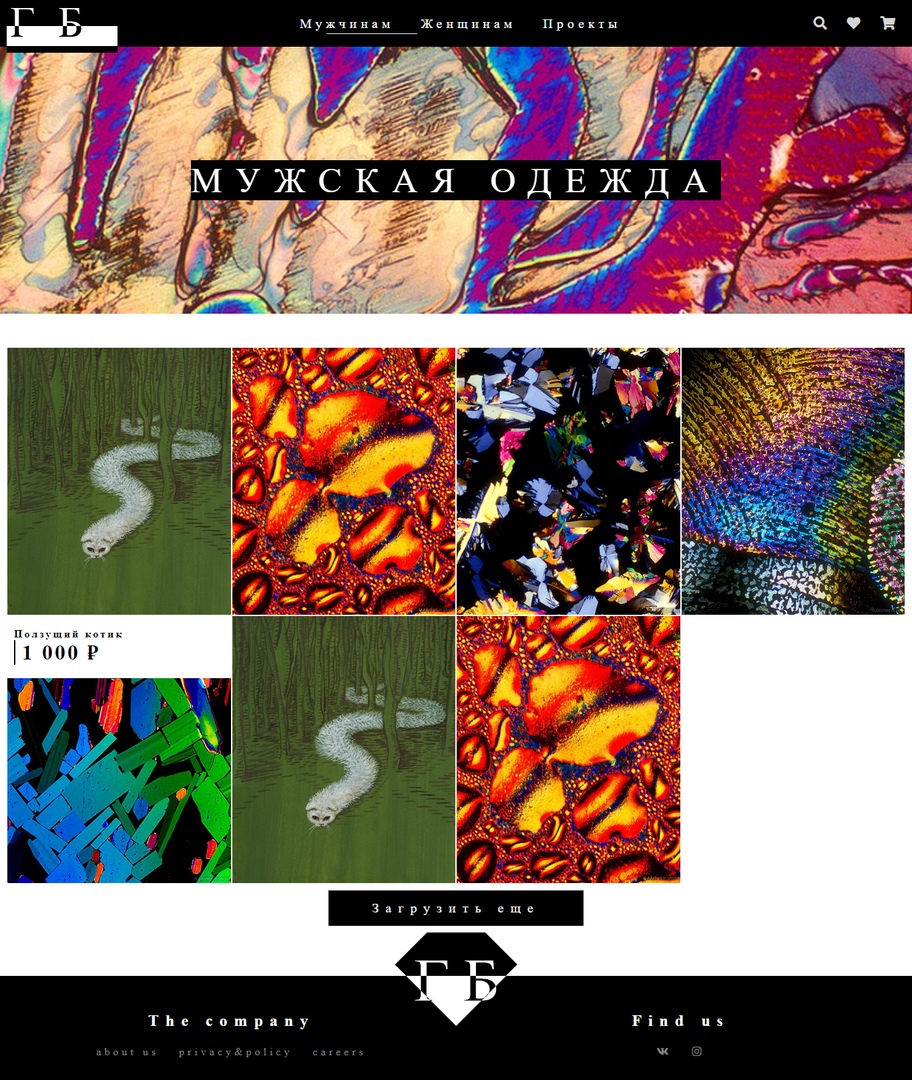 Г Б
Мужчинам Женщинам Проекты
МУЖСКАЯ ОДЕЖДА
Ползущий котик
1 000 ₽
Загрузить еще
Г Б
The company
Find us
about us privacy&policy careers